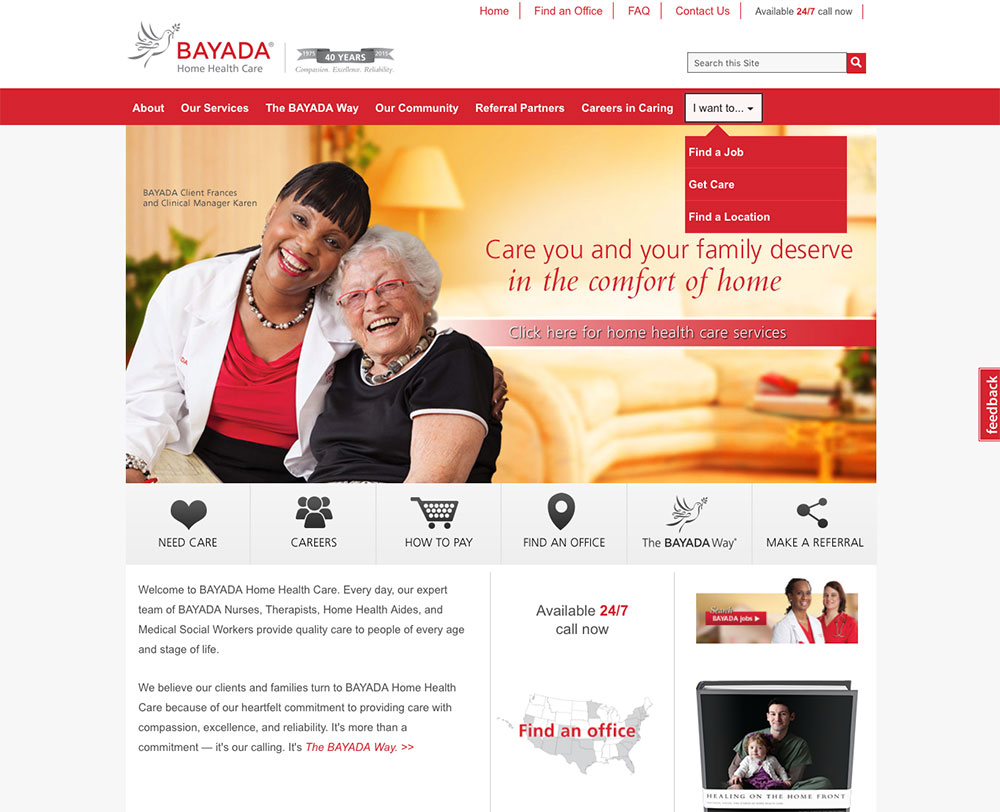 Home
Find an Office
FAQ
Contact Us
Available 24/7 call now
BAYADA®
Home Health Care
1975 40 YEARS 2015
Compassion. Excellence. Reliability.
Search this Site
About
Our Services
The BAYADA Way
Our Community
Referral Partners
Careers in Caring
I want to...
Find a Job
Get Care
Find a Location
BAYADA Client Frances
and Clinical Manager Karen
Care you and your family deserve
in the comfort of home
Click here for home health care services
feedback
NEED CARE
CAREERS
HOW TO PAY
FIND AN OFFICE
The BAYADA Way
MAKE A REFERRAL
Welcome to BAYADA Home Health Care. Every day, our expert
team of BAYADA Nurses, Therapists, Home Health Aides, and
Medical Social Workers provide quality care to people of every age
and stage of life.
We believe our clients and families turn to BAYADA Home Health
Care because of our heartfelt commitment to providing care with
compassion, excellence, and reliability. It's more than a
commitment — it's our calling. It's The BAYADA Way. >>
Available 24/7
call now
Find an office
Search
BAYADA jobs
HEALING ON THE HOME FRONT